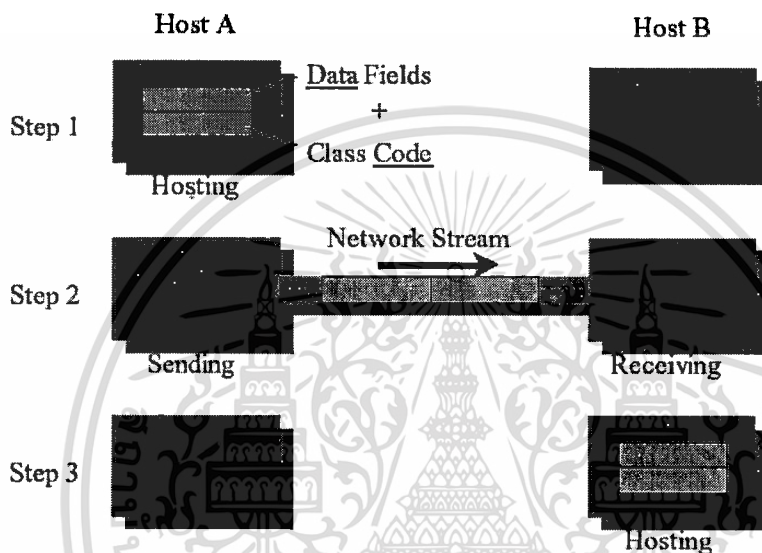 Host A
Host B
Step 1
Data Fields
+
Class Code
Hosting
Step 2
Network Stream
Sending
Receiving
Step 3
Hosting